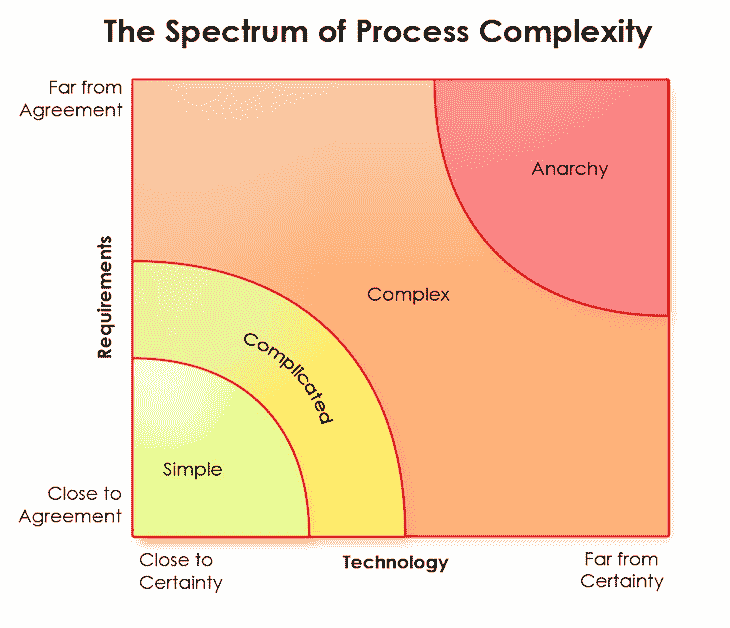 The Spectrum of Process Complexity
Far from
Agreement
Anarchy
Requirements
Complex
Complicated
Simple
Close to
Agreement
Close to
Certainty
Technology
Far from
Certainty